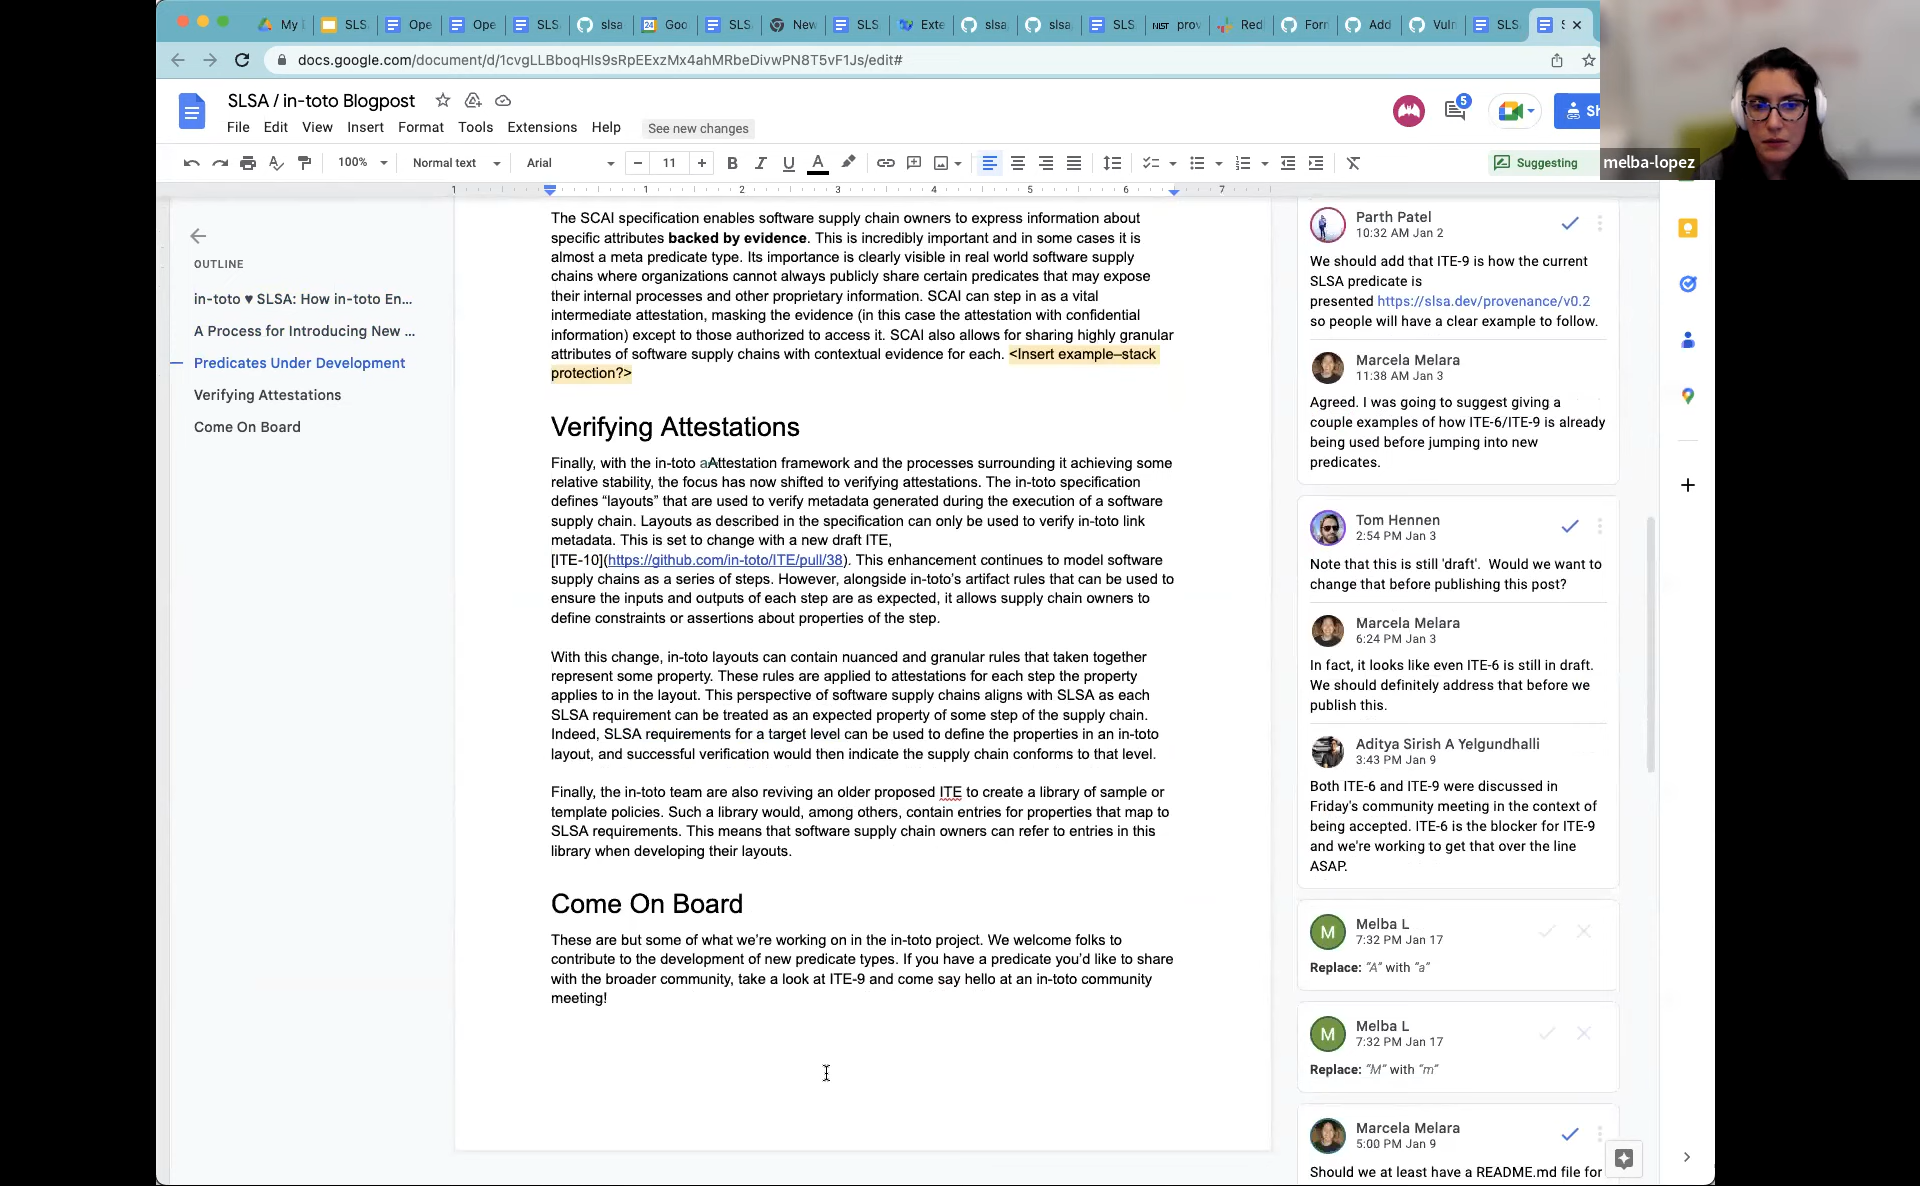 My
SLS
Ope
Ope
SLS
slsa
Goo
SLS
New
SLS
Exte
slsa
slsa
SLS
prov
Red
Forn
Add
Vuln
SLS
docs.google.com/document/d/1cvgLLBboqHls9sRpEExzMx4ahMRbeDivwPN8T5vF1Js/edit#
SLSA / in-toto Blogpost
File Edit View Insert Format Tools Extensions Help See new changes
5
Sh
100% Normal text Arial 11
Suggesting
melba-lopez
1 1 2 3 4 5 6 7
OUTLINE
in-toto ♥ SLSA: How in-toto En...
A Process for Introducing New ...
Predicates Under Development
Verifying Attestations
Come On Board
The SCAI specification enables software supply chain owners to express information about
specific attributes backed by evidence. This is incredibly important and in some cases it is
almost a meta predicate type. Its importance is clearly visible in real world software supply
chains where organizations cannot always publicly share certain predicates that may expose
their internal processes and other proprietary information. SCAI can step in as a vital
intermediate attestation, masking the evidence (in this case the attestation with confidential
information) except to those authorized to access it. SCAI also allows for sharing highly granular
attributes of software supply chains with contextual evidence for each. <Insert example–stack
protection?>
Verifying Attestations
Finally, with the in-toto aAttestation framework and the processes surrounding it achieving some
relative stability, the focus has now shifted to verifying attestations. The in-toto specification
defines “layouts” that are used to verify metadata generated during the execution of a software
supply chain. Layouts as described in the specification can only be used to verify in-toto link
metadata. This is set to change with a new draft ITE,
[ITE-10](https://github.com/in-toto/ITE/pull/38). This enhancement continues to model software
supply chains as a series of steps. However, alongside in-toto’s artifact rules that can be used to
ensure the inputs and outputs of each step are as expected, it allows supply chain owners to
define constraints or assertions about properties of the step.
With this change, in-toto layouts can contain nuanced and granular rules that taken together
represent some property. These rules are applied to attestations for each step the property
applies to in the layout. This perspective of software supply chains aligns with SLSA as each
SLSA requirement can be treated as an expected property of some step of the supply chain.
Indeed, SLSA requirements for a target level can be used to define the properties in an in-toto
layout, and successful verification would then indicate the supply chain conforms to that level.
Finally, the in-toto team are also reviving an older proposed ITE to create a library of sample or
template policies. Such a library would, among others, contain entries for properties that map to
SLSA requirements. This means that software supply chain owners can refer to entries in this
library when developing their layouts.
Come On Board
These are but some of what we’re working on in the in-toto project. We welcome folks to
contribute to the development of new predicate types. If you have a predicate you’d like to share
with the broader community, take a look at ITE-9 and come say hello at an in-toto community
meeting!
Parth Patel
10:32 AM Jan 2
We should add that ITE-9 is how the current
SLSA predicate is
presented https://slsa.dev/provenance/v0.2
so people will have a clear example to follow.
Marcela Melara
11:38 AM Jan 3
Agreed. I was going to suggest giving a
couple examples of how ITE-6/ITE-9 is already
being used before jumping into new
predicates.
Tom Hennen
2:54 PM Jan 3
Note that this is still 'draft'. Would we want to
change that before publishing this post?
Marcela Melara
6:24 PM Jan 3
In fact, it looks like even ITE-6 is still in draft.
We should definitely address that before we
publish this.
Aditya Sirish A Yelgundhalli
3:43 PM Jan 9
Both ITE-6 and ITE-9 were discussed in
Friday's community meeting in the context of
being accepted. ITE-6 is the blocker for ITE-9
and we're working to get that over the line
ASAP.
M
Melba L
7:32 PM Jan 17
Replace: “A” with “a”
M
Melba L
7:32 PM Jan 17
Replace: “M” with “m”
Marcela Melara
5:00 PM Jan 9
Should we at least have a README.md file for